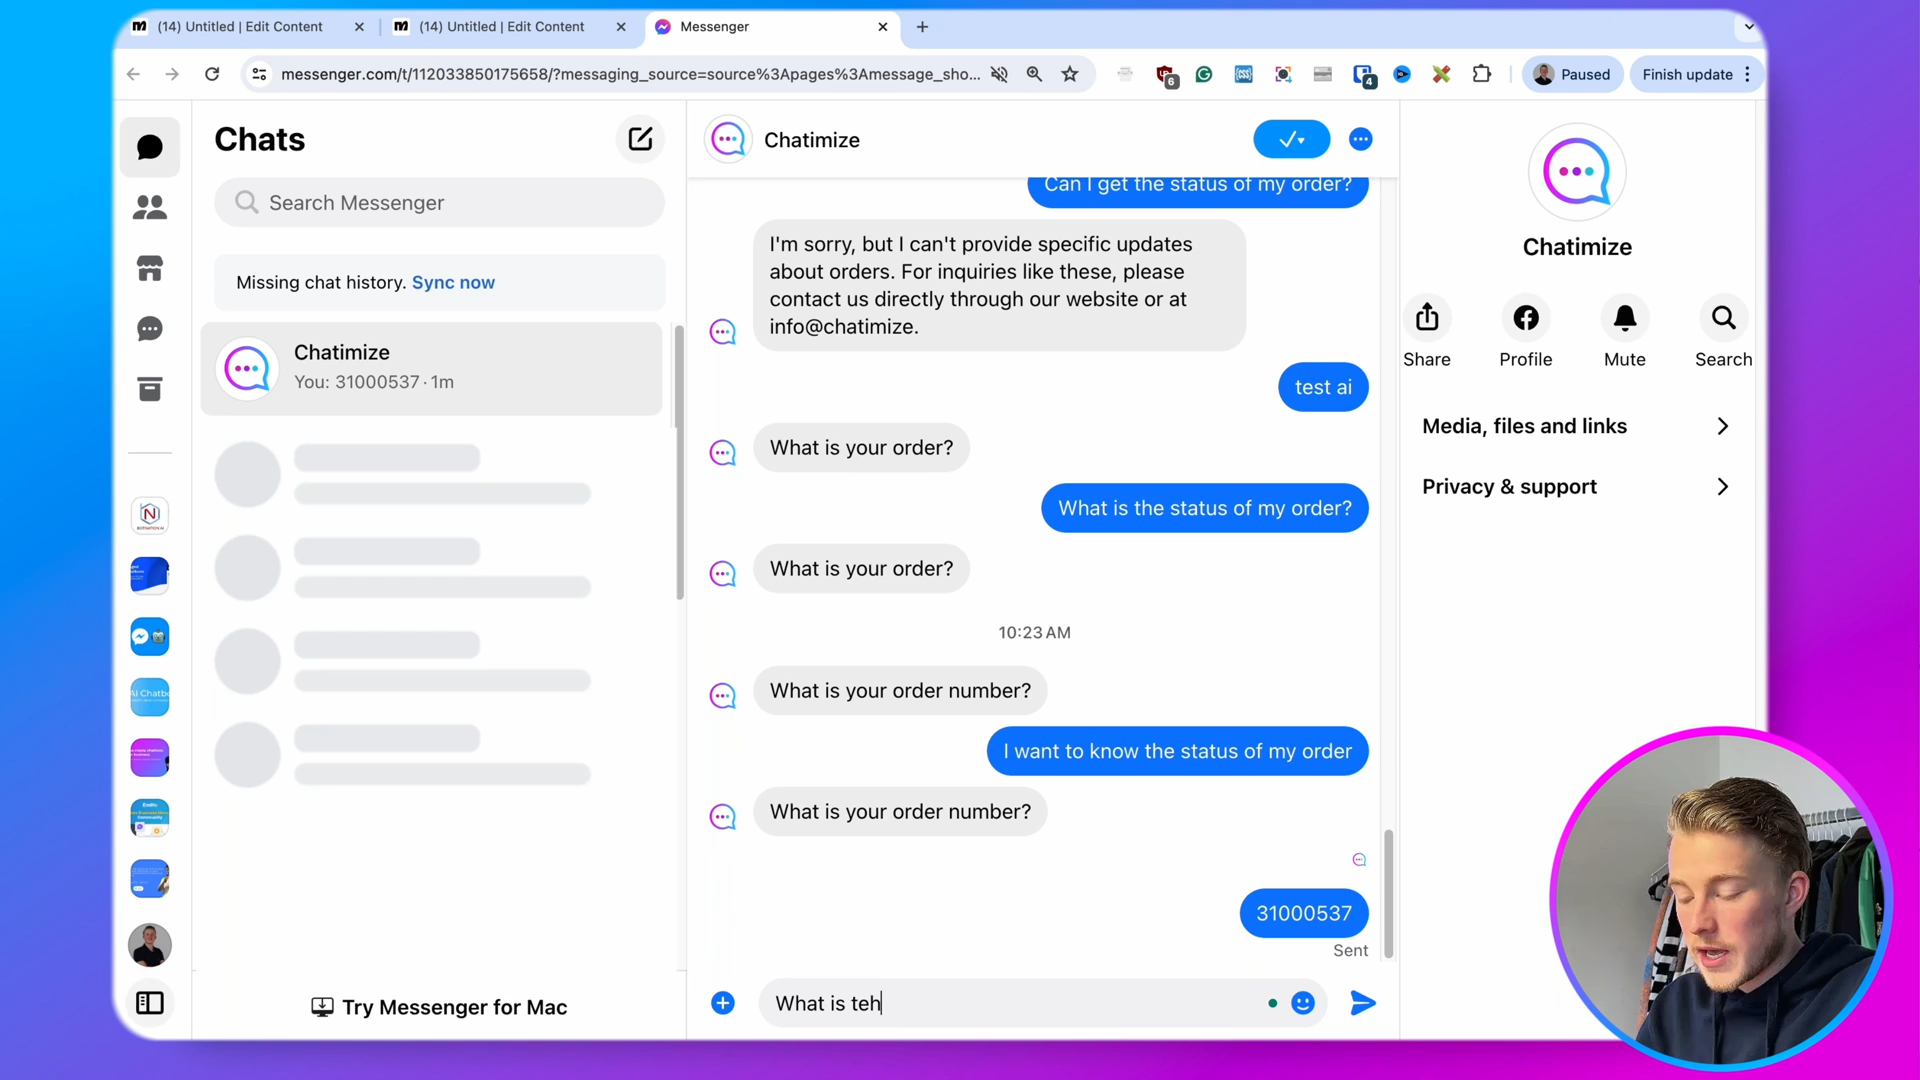 (14) Untitled | Edit Content
(14) Untitled | Edit Content
Messenger
messenger.com/t/112033850175658/?messaging_source=source%3Apages%3Amessage_sho...
6
4
Paused
Finish update
Chats
Search Messenger
Missing chat history. Sync now
Chatimize
You: 31000537 · 1m
Try Messenger for Mac
Chatimize
Can I get the status of my order?
I'm sorry, but I can't provide specific updates
about orders. For inquiries like these, please
contact us directly through our website or at
info@chatimize.
test ai
What is your order?
What is the status of my order?
What is your order?
10:23 AM
What is your order number?
I want to know the status of my order
What is your order number?
31000537
Sent
What is teh
Chatimize
Share
Profile
Mute
Search
Media, files and links
Privacy & support